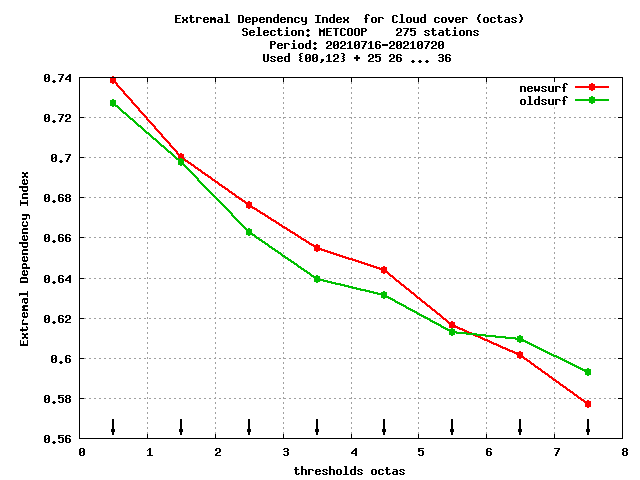 Extremal Dependency Index  for Cloud cover (octas)
Selection: METCOOP    275 stations
Period: 20210716-20210720
Used {00,12} + 25 26 ... 36
newsurf
oldsurf
0.74
0.72
0.7
0.68
0.66
0.64
0.62
0.6
0.58
0.56
Extremal Dependency Index
0 1 2 3 4 5 6 7 8
thresholds octas